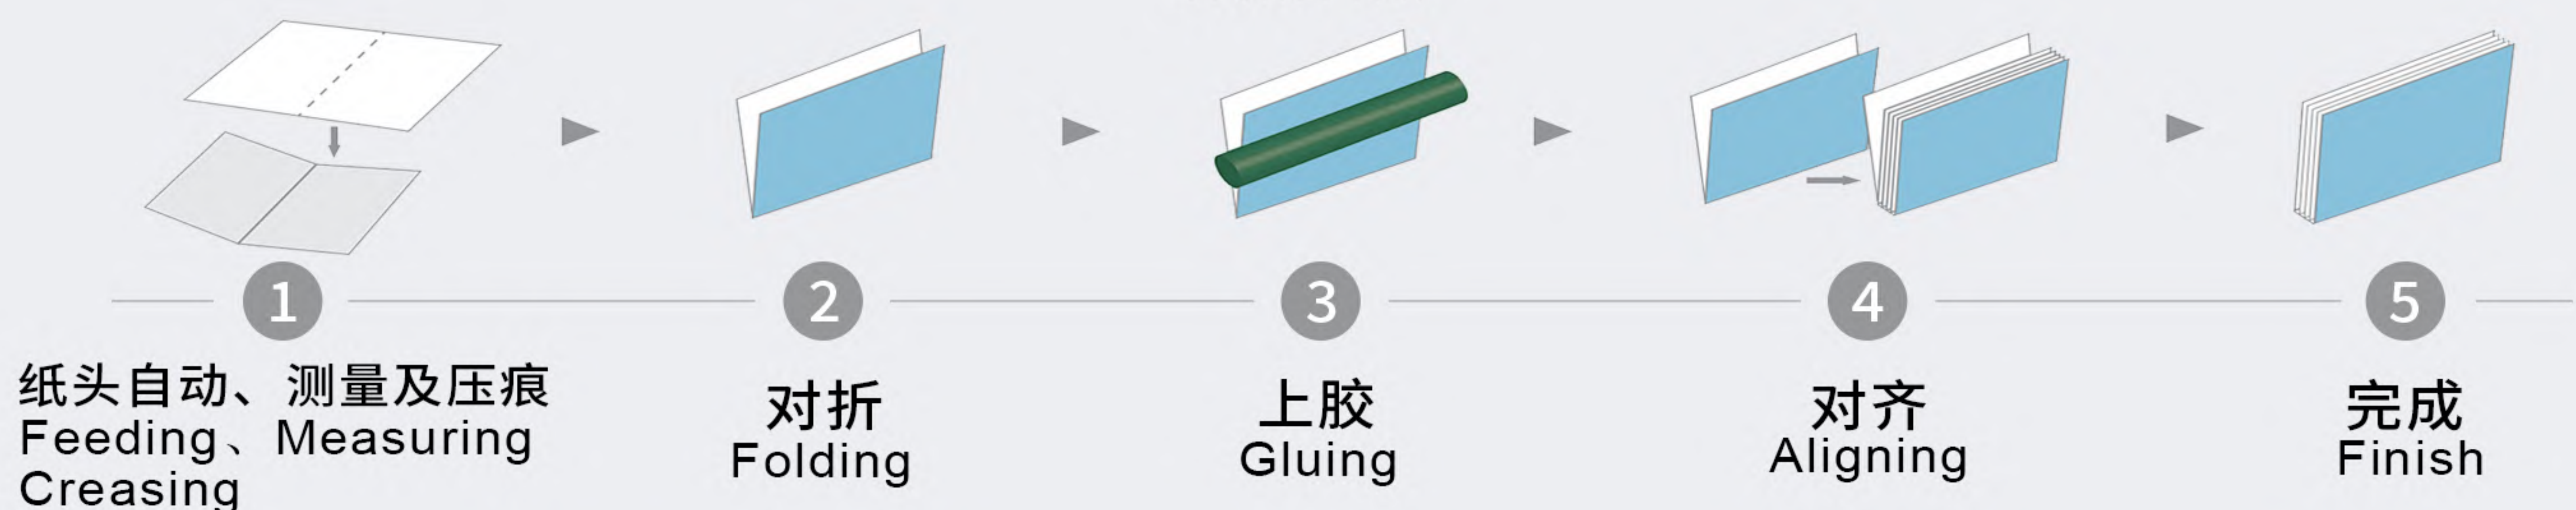 1
纸头自动、测量及压痕
Feeding、Measuring
Creasing
2
对折
Folding
3
上胶
Gluing
4
对齐
Aligning
5
完成
Finish